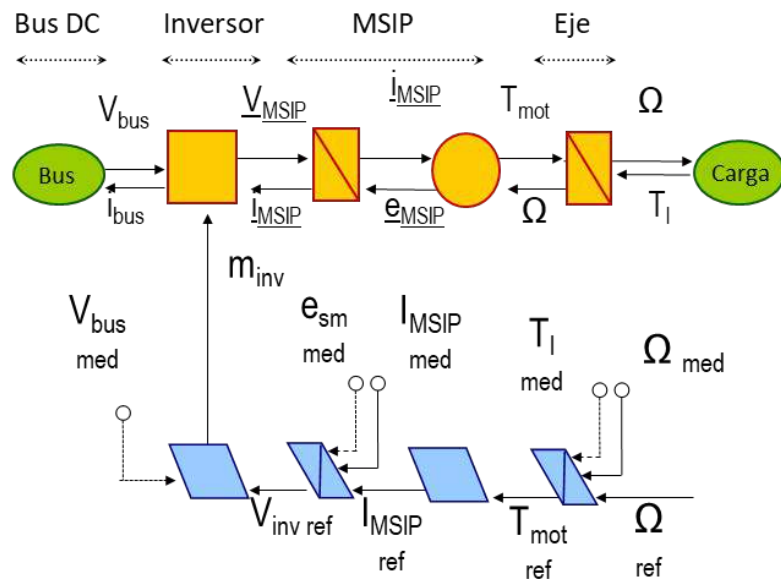 Bus DC Inversor MSIP Eje
V_bus V_MSIP i_MSIP T_mot Ω
Bus Carga
i_bus i_MSIP e_MSIP Ω T_l
m_inv
V_bus med e_sm med I_MSIP med T_l med Ω med
V_inv ref I_MSIP ref T_mot ref Ω ref